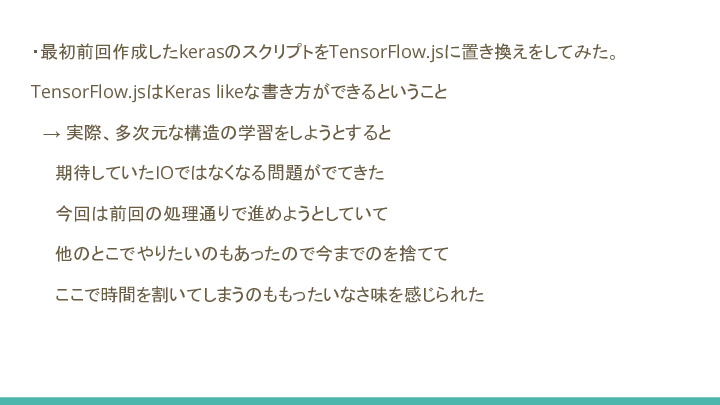 ・最初前回作成したkerasのスクリプトをTensorFlow.jsに置き換えをしてみた。
TensorFlow.jsはKeras likeな書き方ができるということ
→ 実際、多次元な構造の学習をしようとすると
期待していたIOではなくなる問題がでてきた
今回は前回の処理通りで進めようとしていて
他のとこでやりたいのもあったので今までのを捨てて
ここで時間を割いてしまうのももったいなさ味を感じられた